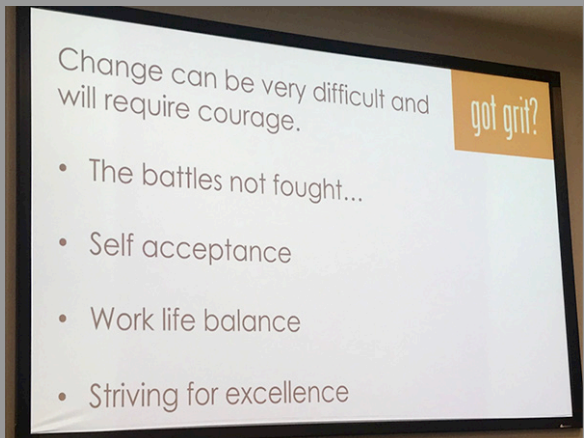 Change can be very difficult and
will require courage.
got grit?
• The battles not fought...
• Self acceptance
• Work life balance
• Striving for excellence